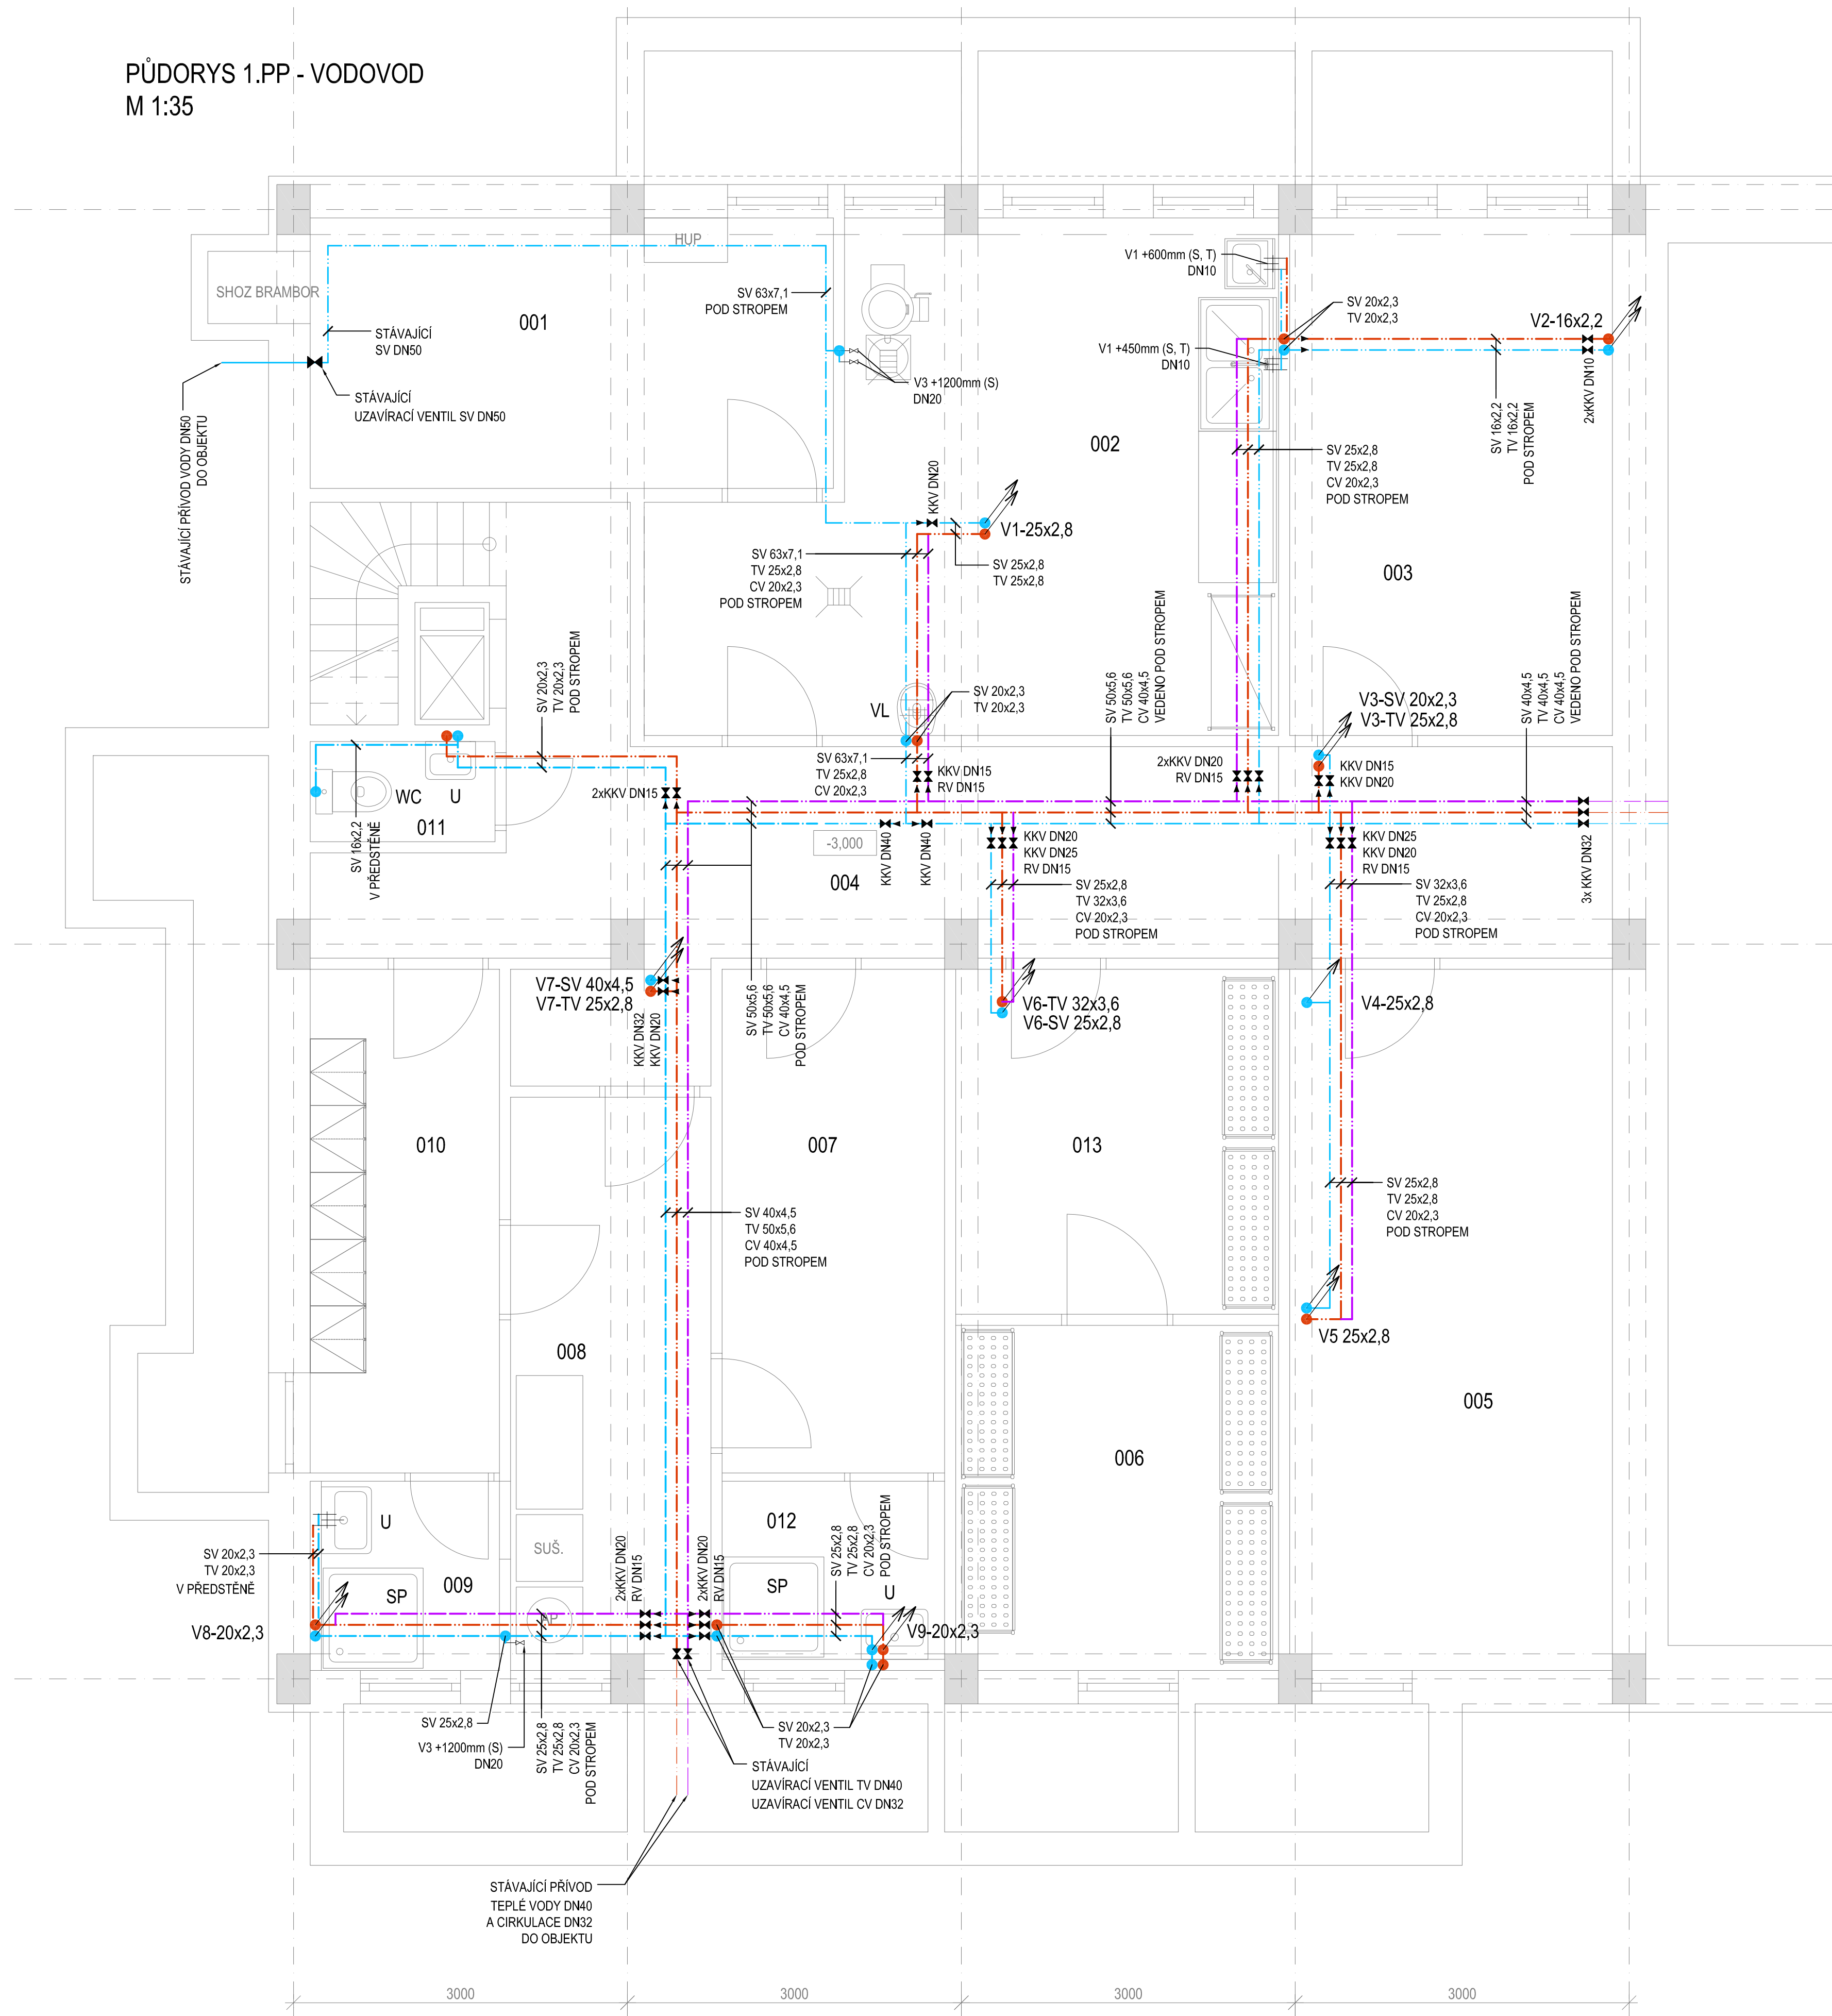 PŮDORYS 1.PP - VODOVOD
M 1:35
HUP
SHOZ BRAMBOR
001
STÁVAJÍCÍ
SV DN50
STÁVAJÍCÍ
UZAVÍRACÍ VENTIL SV DN50
STÁVAJÍCÍ PŘÍVOD VODY DN50
DO OBJEKTU
SV 63x7,1
POD STROPEM
V3 +1200mm (S)
DN20
V1 +600mm (S, T)
DN10
V1 +450mm (S, T)
DN10
SV 20x2,3
TV 20x2,3
V2-16x2,2
2xKKV DN10
SV 16x2,2
TV 16x2,2
POD STROPEM
002
SV 25x2,8
TV 25x2,8
CV 20x2,3
POD STROPEM
003
KKV DN20
V1-25x2,8
SV 63x7,1
TV 25x2,8
CV 20x2,3
POD STROPEM
SV 25x2,8
TV 25x2,8
SV 20x2,3
TV 20x2,3
POD STROPEM
VL
SV 20x2,3
TV 20x2,3
SV 50x5,6
TV 50x5,6
CV 40x4,5
VEDENO POD STROPEM
V3-SV 20x2,3
V3-TV 25x2,8
SV 40x4,5
TV 40x4,5
CV 40x4,5
VEDENO POD STROPEM
SV 63x7,1
TV 25x2,8
CV 20x2,3
KKV DN15
RV DN15
2xKKV DN20
RV DN15
KKV DN15
KKV DN20
WC
U
011
2xKKV DN15
SV 16x2,2
V PŘEDSTĚNĚ
-3,000
004
KKV DN40
KKV DN40
KKV DN20
KKV DN25
RV DN15
KKV DN25
KKV DN20
RV DN15
3x KKV DN32
SV 25x2,8
TV 32x3,6
CV 20x2,3
POD STROPEM
SV 32x3,6
TV 25x2,8
CV 20x2,3
POD STROPEM
V7-SV 40x4,5
V7-TV 25x2,8
KKV DN32
KKV DN20
SV 50x5,6
TV 50x5,6
CV 40x4,5
POD STROPEM
V6-TV 32x3,6
V6-SV 25x2,8
V4-25x2,8
010
007
013
SV 40x4,5
TV 50x5,6
CV 40x4,5
POD STROPEM
SV 25x2,8
TV 25x2,8
CV 20x2,3
POD STROPEM
V5 25x2,8
008
005
006
U
SUŠ.
012
SV 20x2,3
TV 20x2,3
V PŘEDSTĚNĚ
SP
009
2xKKV DN20
RV DN15
2xKKV DN20
RV DN15
SP
SV 25x2,8
TV 25x2,8
CV 20x2,3
POD STROPEM
U
AP
V8-20x2,3
V9-20x2,3
SV 25x2,8
V3 +1200mm (S)
DN20
SV 25x2,8
TV 25x2,8
CV 20x2,3
POD STROPEM
SV 20x2,3
TV 20x2,3
STÁVAJÍCÍ
UZAVÍRACÍ VENTIL TV DN40
UZAVÍRACÍ VENTIL CV DN32
STÁVAJÍCÍ PŘÍVOD
TEPLÉ VODY DN40
A CIRKULACE DN32
DO OBJEKTU
3000
3000
3000
3000